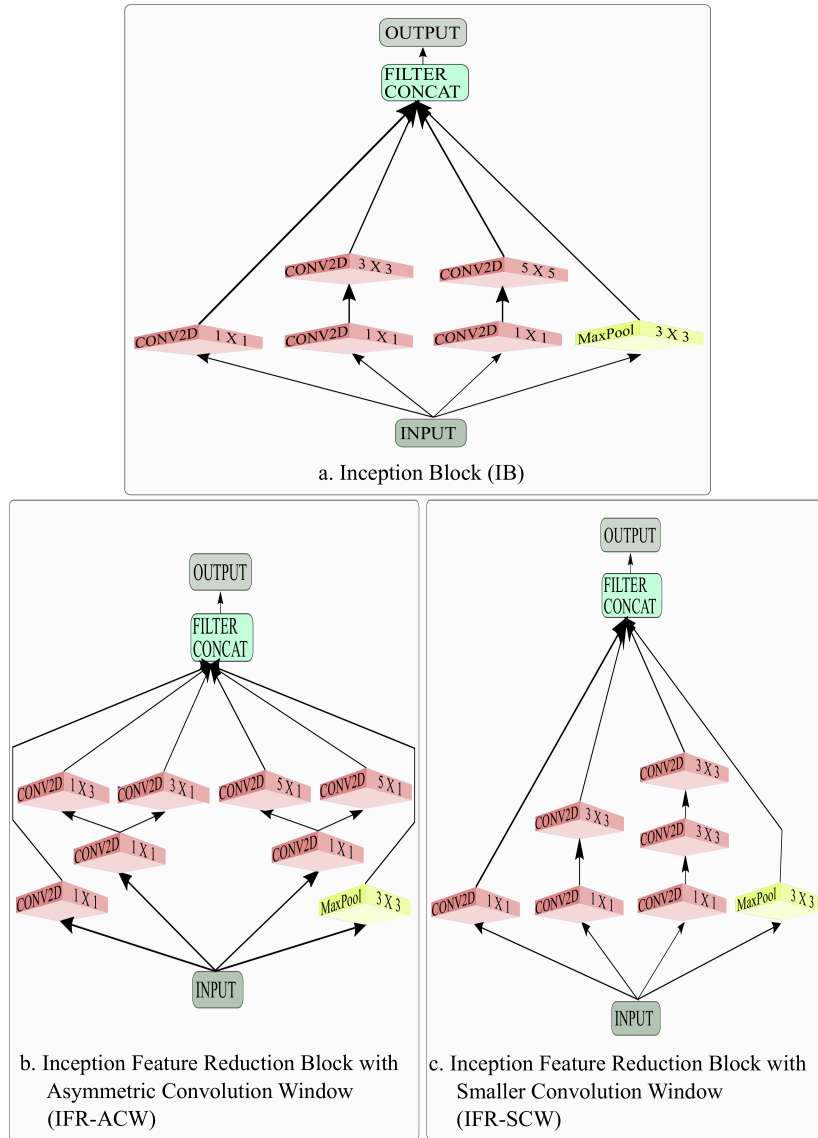 OUTPUT
FILTER
CONCAT
CONV2D 3 X 3
CONV2D 5 X 5
CONV2D 1 X 1
CONV2D 1 X 1
CONV2D 1 X 1
MaxPool 3 X 3
INPUT
a. Inception Block (IB)
OUTPUT
FILTER
CONCAT
CONV2D 1 X 3
CONV2D 3 X 1
CONV2D 5 X 1
CONV2D 5 X 1
CONV2D 1 X 1
CONV2D 1 X 1
CONV2D 1 X 1
MaxPool 3 X 3
INPUT
b. Inception Feature Reduction Block with
Asymmetric Convolution Window
(IFR-ACW)
OUTPUT
FILTER
CONCAT
CONV2D 3 X 3
CONV2D 3 X 3
CONV2D 3 X 3
CONV2D 1 X 1
CONV2D 1 X 1
CONV2D 1 X 1
MaxPool 3 X 3
INPUT
c. Inception Feature Reduction Block with
Smaller Convolution Window
(IFR-SCW)